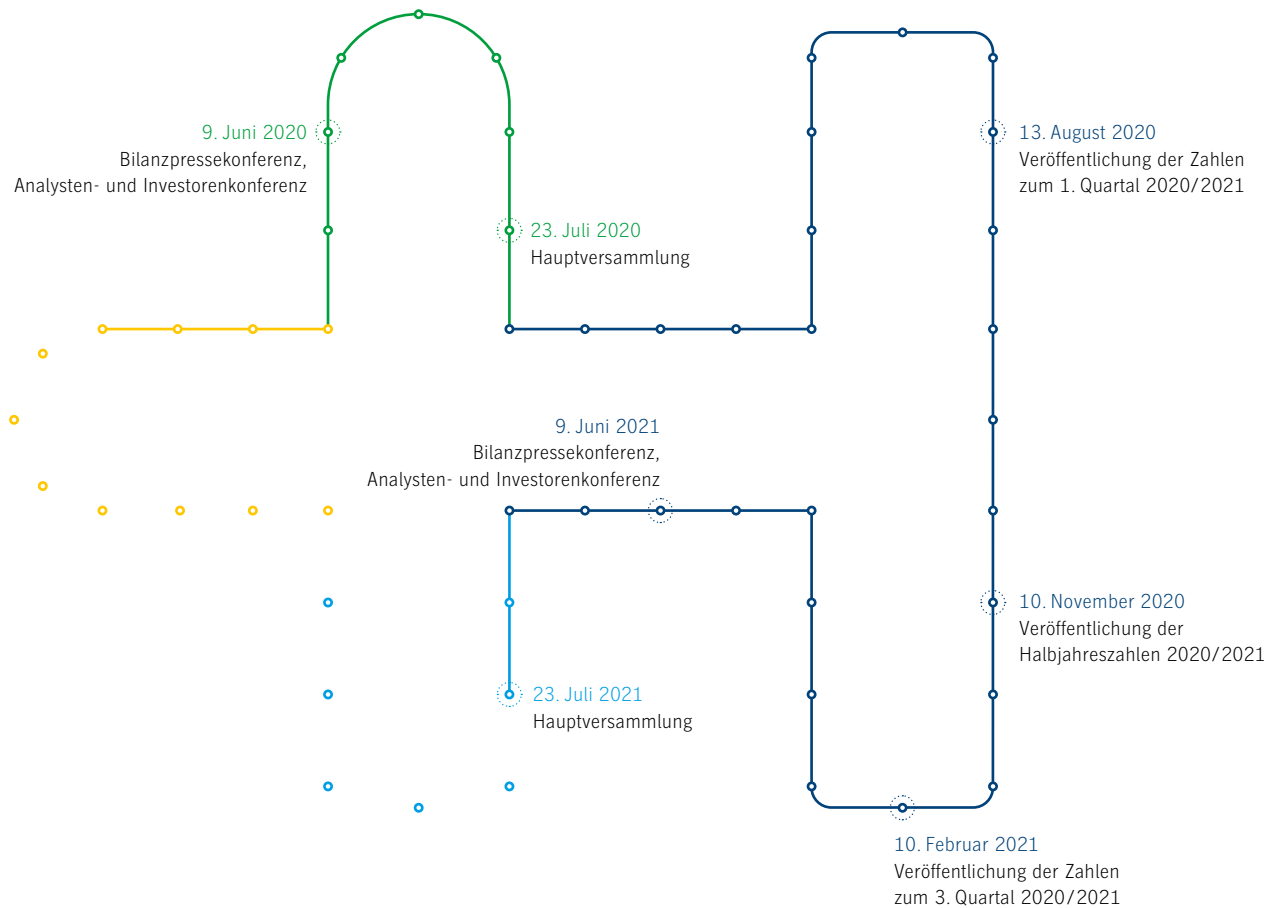 9. Juni 2020
Bilanzpressekonferenz,
Analysten- und Investorenkonferenz
23. Juli 2020
Hauptversammlung
13. August 2020
Veröffentlichung der Zahlen
zum 1. Quartal 2020/2021
9. Juni 2021
Bilanzpressekonferenz,
Analysten- und Investorenkonferenz
10. November 2020
Veröffentlichung der
Halbjahreszahlen 2020/2021
23. Juli 2021
Hauptversammlung
10. Februar 2021
Veröffentlichung der Zahlen
zum 3. Quartal 2020/2021